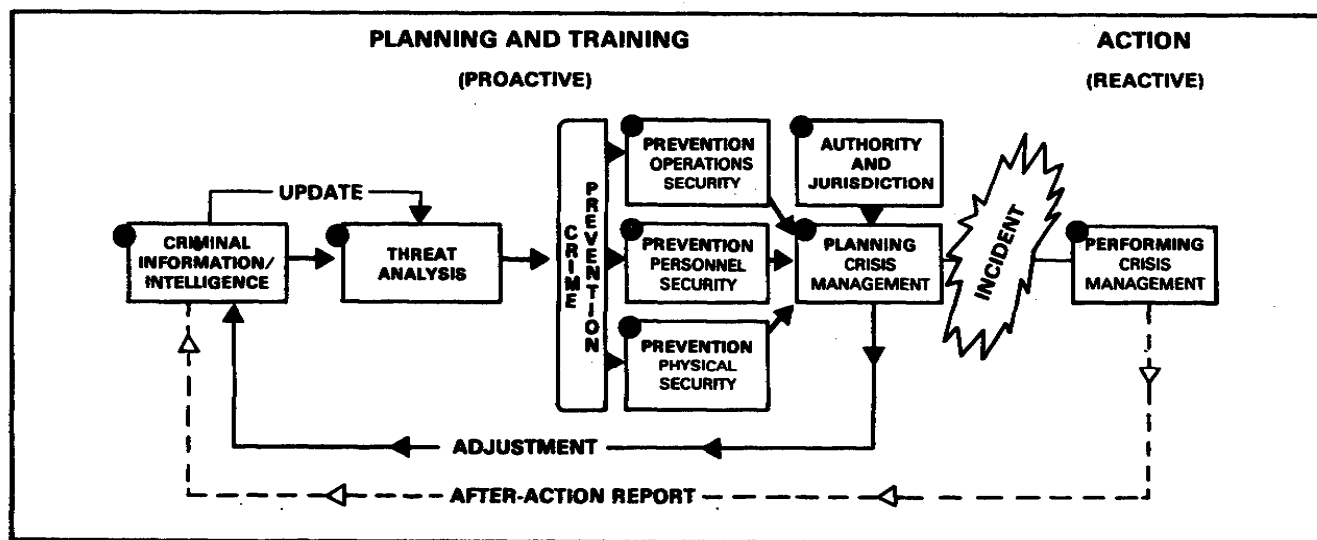 PLANNING AND TRAINING
(PROACTIVE)
ACTION
(REACTIVE)
UPDATE
CRIMINAL
INFORMATION/
INTELLIGENCE
THREAT
ANALYSIS
CRIME
PREVENTION
PREVENTION
OPERATIONS
SECURITY
PREVENTION
PERSONNEL
SECURITY
PREVENTION
PHYSICAL
SECURITY
AUTHORITY
AND
JURISDICTION
PLANNING
CRISIS
MANAGEMENT
INCIDENT
PERFORMING
CRISIS
MANAGEMENT
ADJUSTMENT
AFTER-ACTION REPORT